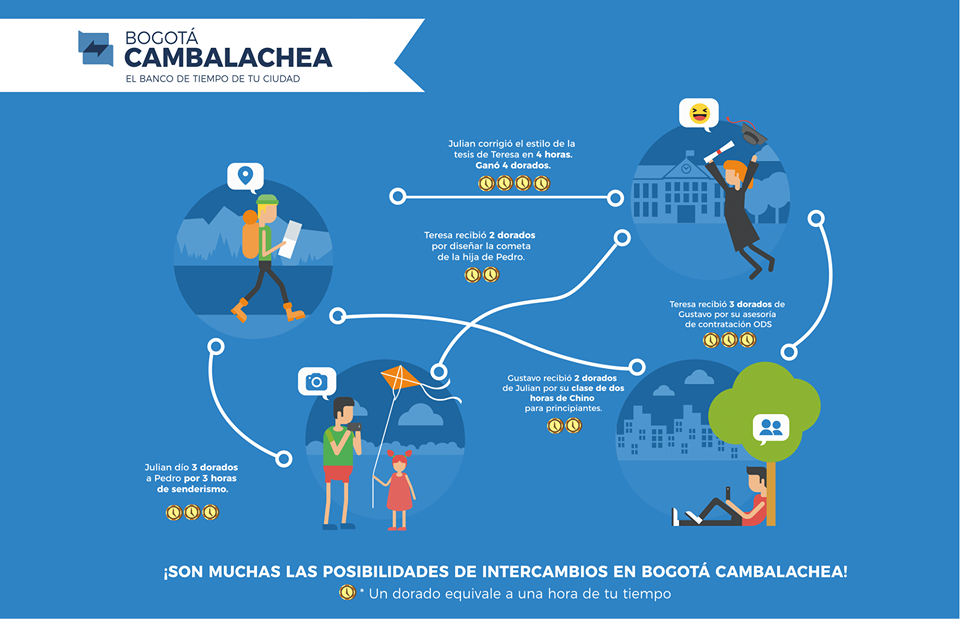 BOGOTÁ
CAMBALACHEA
EL BANCO DE TIEMPO DE TU CIUDAD
Julian corrigió el estilo de la
tesis de Teresa en 4 horas.
Ganó 4 dorados.
Teresa recibió 2 dorados
por diseñar la cometa
de la hija de Pedro.
Teresa recibió 3 dorados de
Gustavo por su asesoría
de contratación ODS
Gustavo recibió 2 dorados
de Julian por su clase de dos
horas de Chino
para principiantes.
Julian dío 3 dorados
a Pedro por 3 horas
de senderismo.
¡SON MUCHAS LAS POSIBILIDADES DE INTERCAMBIOS EN BOGOTÁ CAMBALACHEA!
* Un dorado equivale a una hora de tu tiempo